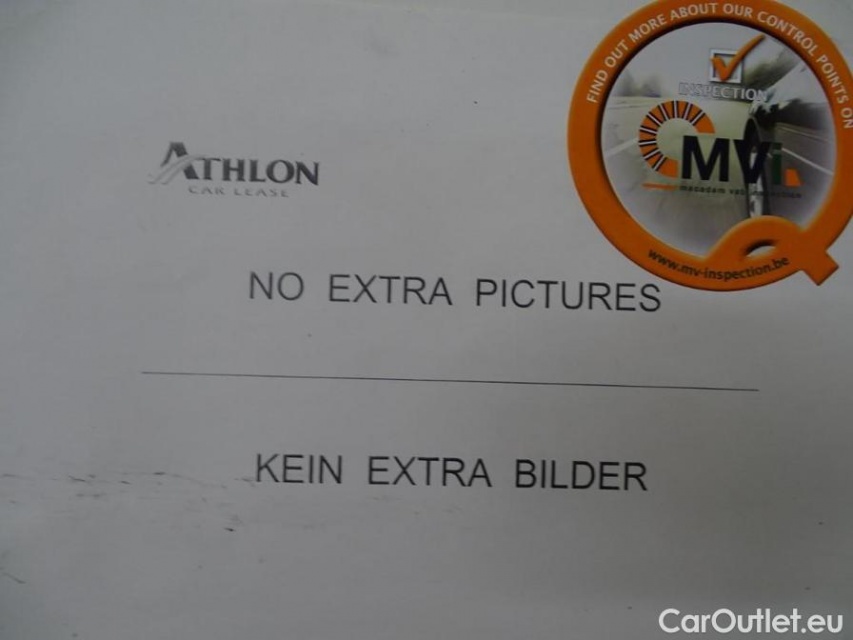 FIND OUT MORE ABOUT OUR CONTROL POINTS ON
INSPECTION
MVi
www.mv-inspection.be
ATHLON
CAR LEASE
NO EXTRA PICTURES
KEIN EXTRA BILDER
CarOutlet.eu